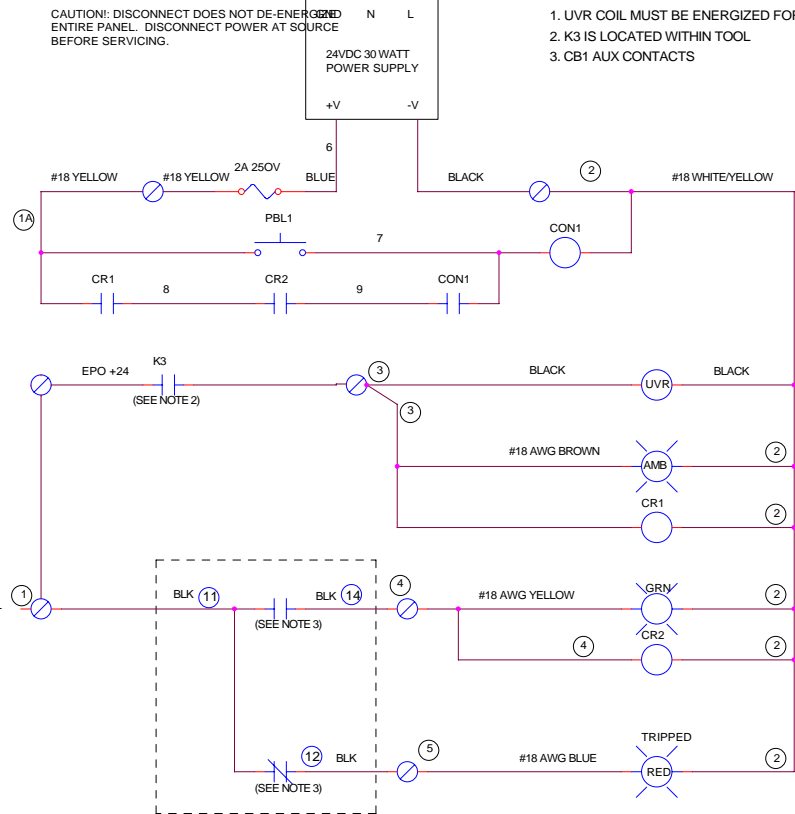 CAUTION!: DISCONNECT DOES NOT DE-ENERGIZE
ENTIRE PANEL. DISCONNECT POWER AT SOURCE
BEFORE SERVICING.
GND N L
24VDC 30 WATT
POWER SUPPLY
+V -V
1. UVR COIL MUST BE ENERGIZED FOR
2. K3 IS LOCATED WITHIN TOOL
3. CB1 AUX CONTACTS
6
#18 YELLOW #18 YELLOW 2A 25OV BLUE BLACK 2 #18 WHITE/YELLOW
1A PBL1 7 CON1
CR1 8 CR2 9 CON1
EPO +24 K3 3 BLACK UVR BLACK
(SEE NOTE 2)
3
#18 AWG BROWN AMB 2
CR1 2
1 BLK 11 BLK 14 4 #18 AWG YELLOW GRN 2
(SEE NOTE 3)
4 CR2 2
TRIPPED
12 BLK 5 #18 AWG BLUE RED 2
(SEE NOTE 3)